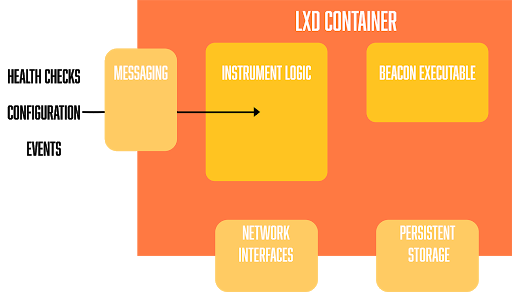 LXD CONTAINER
HEALTH CHECKS
CONFIGURATION
EVENTS
MESSAGING
INSTRUMENT LOGIC
BEACON EXECUTABLE
NETWORK
INTERFACES
PERSISTENT
STORAGE